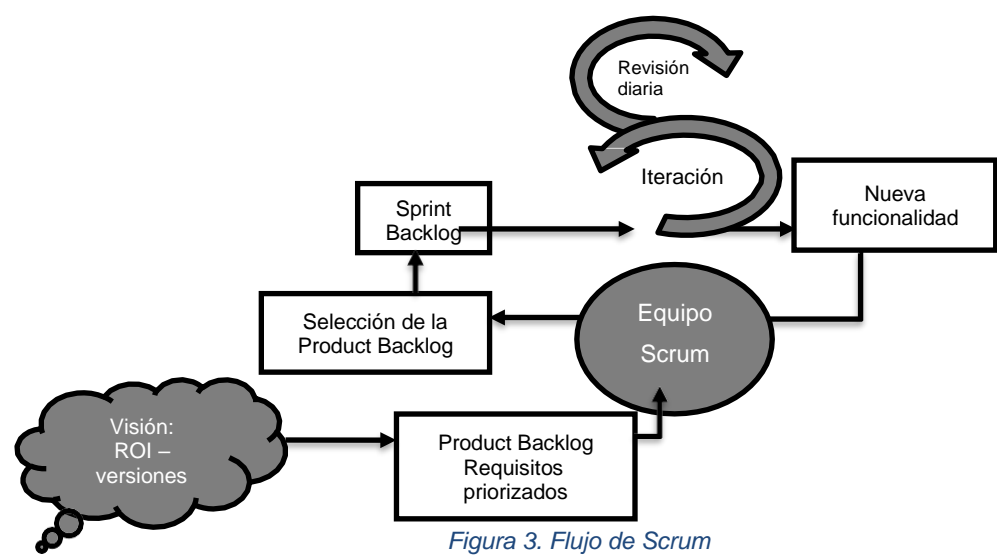 Revisión
diaria
Iteración
Nueva
funcionalidad
Sprint
Backlog
Equipo
Scrum
Selección de la
Product Backlog
Visión:
ROI –
versiones
Product Backlog
Requisitos
priorizados
Figura 3. Flujo de Scrum